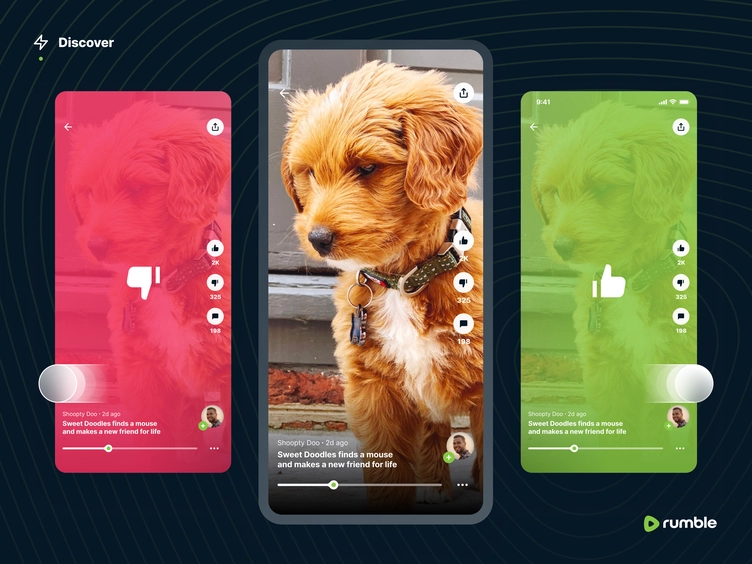 Discover
2K
325
198
Shoopty Doo · 2d ago
Sweet Doodles finds a mouse
and makes a new friend for life
2K
325
198
Shoopty Doo · 2d ago
Sweet Doodles finds a mouse
and makes a new friend for life
9:41
2K
325
198
Shoopty Doo · 2d ago
Sweet Doodles finds a mouse
and makes a new friend for life
rumble